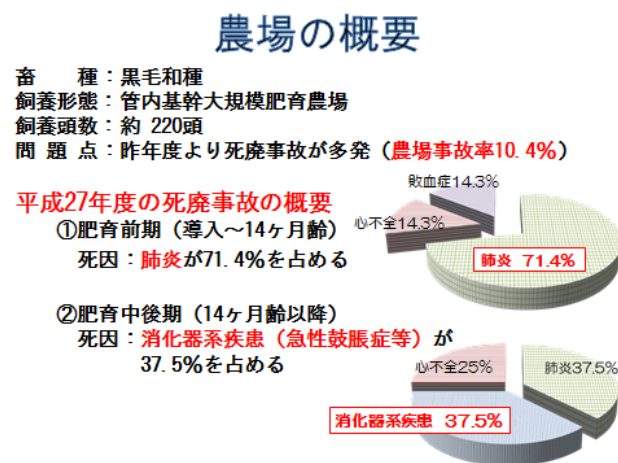 農場の概要
畜　　種：黒毛和種
飼養形態：管内基幹大規模肥育農場
飼養頭数：約 220頭
問 題 点：昨年度より死廃事故が多発（農場事故率10.4％）
平成27年度の死廃事故の概要
①肥育前期（導入～14ヶ月齢）
死因：肺炎が71.4％を占める
敗血症14.3%
心不全14.3%
肺炎 71.4%
②肥育中後期（14ヶ月齢以降）
死因：消化器系疾患（急性鼓脹症等）が
37.5％を占める
心不全25%
肺炎37.5%
消化器系疾患 37.5%